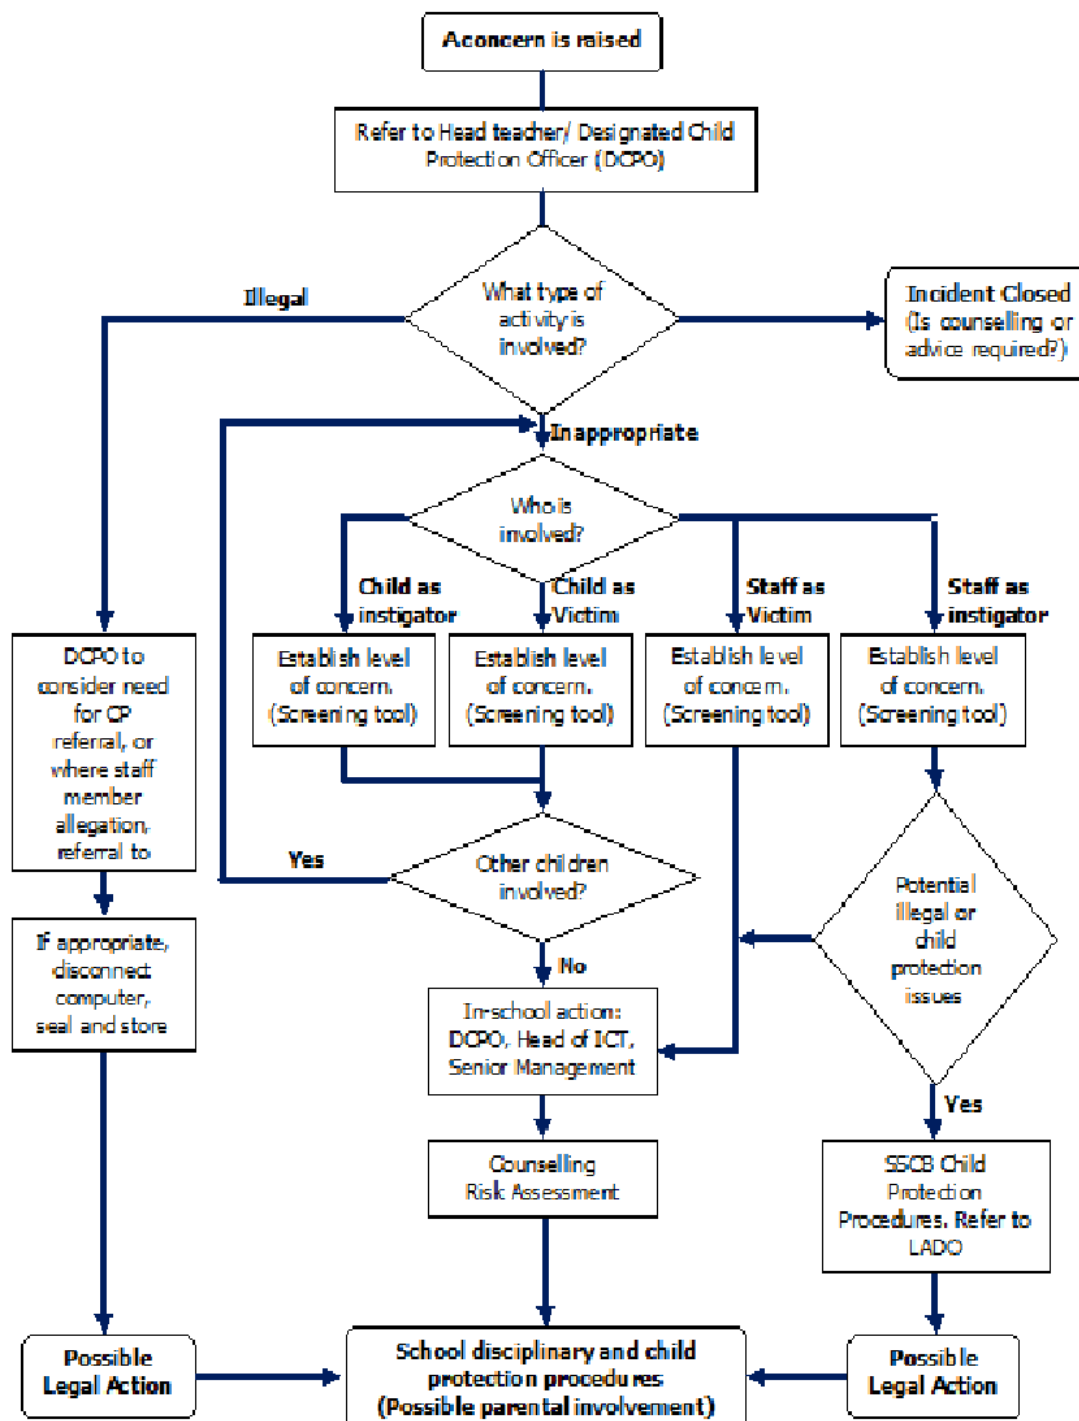 A concern is raised
Refer to Head teacher/ Designated Child
Protection Officer (DCPO)
What type of
activity is
involved?
Illegal
Incident Closed
(Is counselling or
advice required?)
Inappropriate
Who is
involved?
Child as
instigator
Child as
Victim
Staff as
Victim
Staff as
instigator
DCPO to
consider need
for CP
referral, or
where staff
member
allegation,
referral to
Establish level
of concern.
(Screening tool)
Establish level
of concern.
(Screening tool)
Establish level
of concern.
(Screening tool)
Establish level
of concern.
(Screening tool)
Yes
Other children
involved?
Potential
illegal or
child
protection
issues
If appropriate,
disconnect
computer,
seal and store
No
In-school action:
DCPO, Head of ICT,
Senior Management
Yes
Counselling
Risk Assessment
SSCB Child
Protection
Procedures. Refer to
LADO
Possible
Legal Action
School disciplinary and child
protection procedures
(Possible parental involvement)
Possible
Legal Action